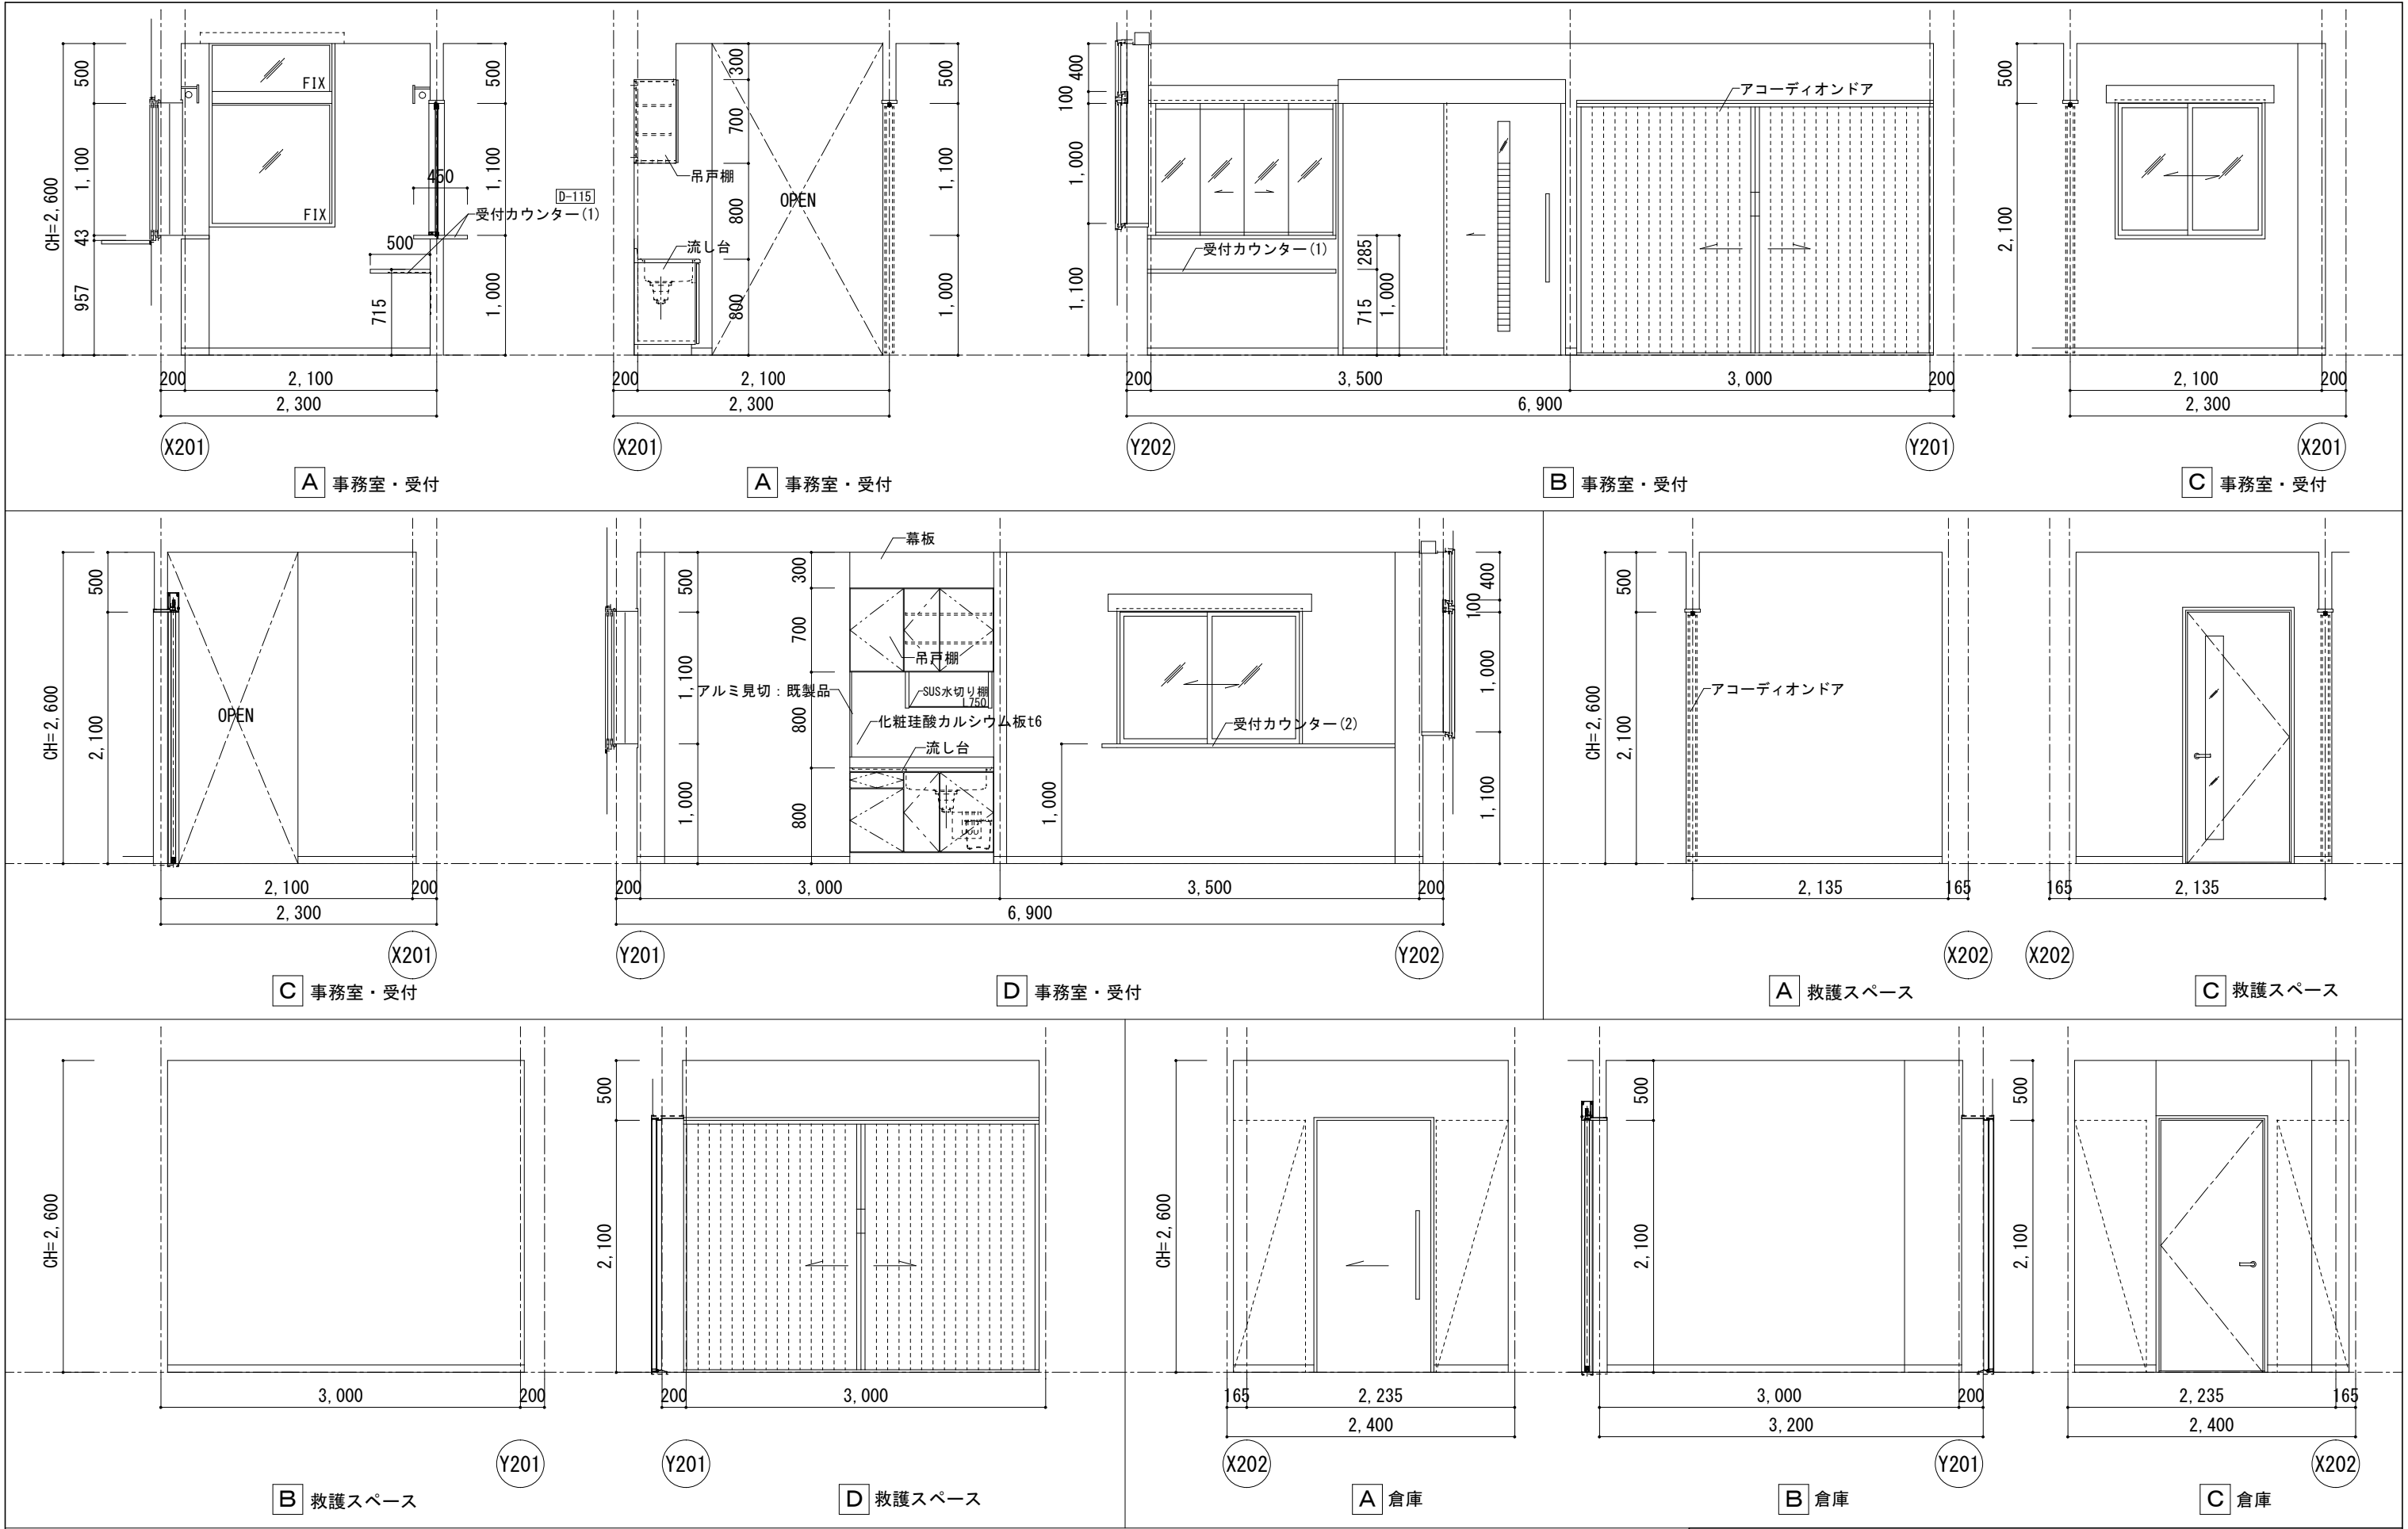 CH=2,600
500
1,100
43
957
FIX
FIX
500
1,100
1,000
450
受付カウンター(1)
500
715
200
2,100
2,300
X201
A 事務室・受付
D-115
300
700
800
800
吊戸棚
流し台
OPEN
500
1,100
1,000
200
2,100
2,300
X201
A 事務室・受付
400
100
1,000
1,100
受付カウンター(1)
285
715
1,000
アコーディオンドア
200
3,500
3,000
200
6,900
Y202
Y201
B 事務室・受付
500
2,100
2,100
200
2,300
X201
C 事務室・受付
CH=2,600
500
2,100
OPEN
2,100
200
2,300
X201
C 事務室・受付
500
1,100
1,000
300
700
800
800
幕板
吊戸棚
アルミ見切：既製品
SUS水切り棚
L750
化粧珪酸カルシウム板t6
流し台
受付カウンター(2)
1,000
400
100
1,000
1,100
200
3,000
3,500
200
6,900
Y201
Y202
D 事務室・受付
CH=2,600
500
2,100
アコーディオンドア
2,135
165
X202
A 救護スペース
165
2,135
X202
C 救護スペース
CH=2,600
3,000
200
Y201
B 救護スペース
500
2,100
200
3,000
Y201
D 救護スペース
CH=2,600
165
2,235
2,400
X202
A 倉庫
500
2,100
3,000
200
3,200
Y201
B 倉庫
500
2,100
2,235
165
2,400
X202
C 倉庫